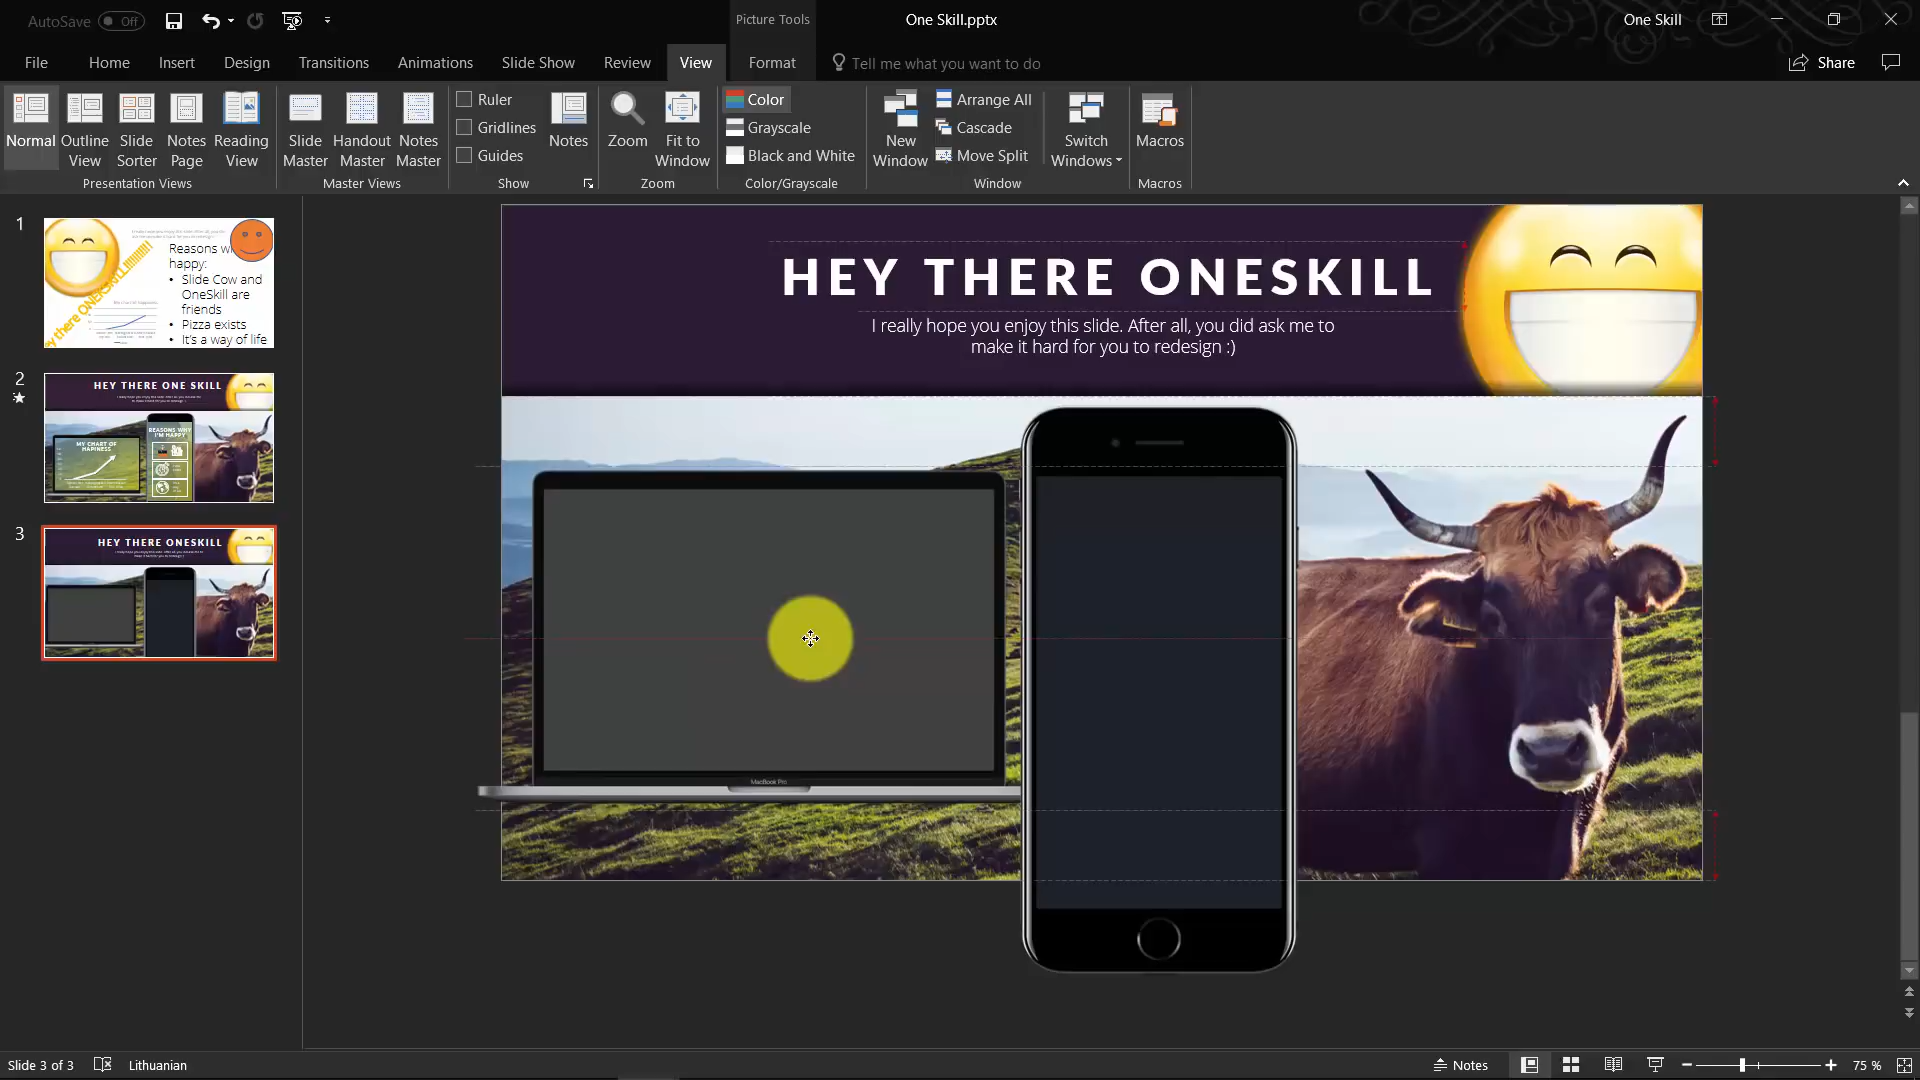 AutoSave Off
Picture Tools
One Skill.pptx
One Skill
File
Home
Insert
Design
Transitions
Animations
Slide Show
Review
View
Format
Tell me what you want to do
Share
Normal
Outline View
Slide Sorter
Notes Page
Reading View
Presentation Views
Slide Master
Handout Master
Notes Master
Master Views
Ruler
Gridlines
Guides
Show
Notes
Zoom
Fit to Window
Zoom
Color
Grayscale
Black and White
Color/Grayscale
New Window
Arrange All
Cascade
Move Split
Switch Windows
Window
Macros
Macros
1
Reasons w
happy:
• Slide Cow and
OneSkill are
friends
• Pizza exists
• It's a way of life
2
HEY THERE ONE SKILL
MY CHART OF
HAPINESS
REASONS WHY
I'M HAPPY
3
HEY THERE ONESKILL
HEY THERE ONESKILL
I really hope you enjoy this slide. After all, you did ask me to
make it hard for you to redesign :)
MacBook Pro
Slide 3 of 3
Lithuanian
Notes
75 %